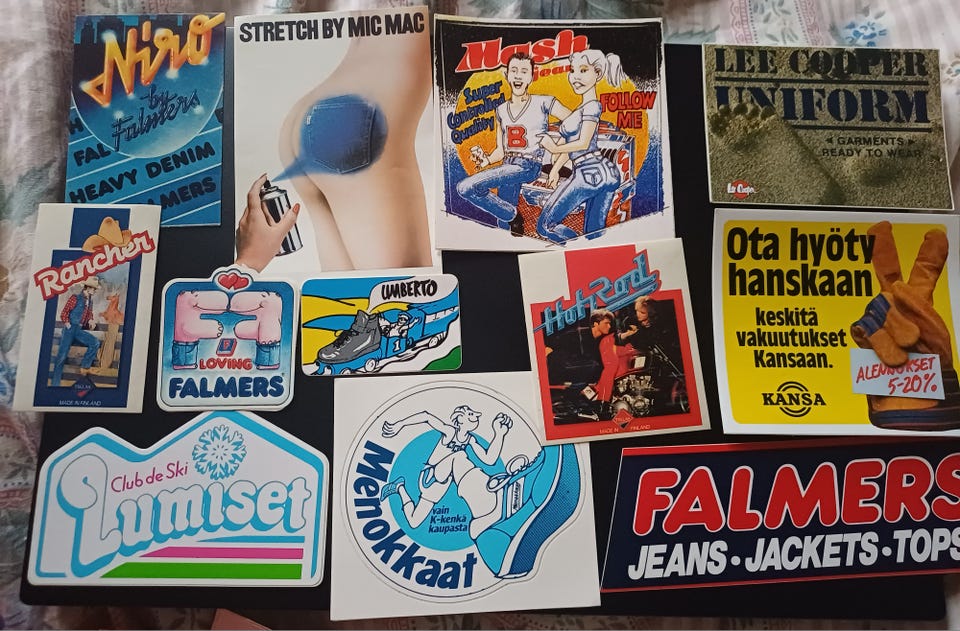 Niro
by
Falmers
HEAVY DENIM
STRETCH BY MIC MAC
Mash
jeans
Super
Controlled
Quality
FOLLOW
ME
B
LEE COOPER
UNIFORM
GARMENTS
READY TO WEAR
Lee Cooper
Rancher
MADE IN FINLAND
LOVING
FALMERS
UMBERTO
1
Hot Rod
MADE IN FINLAND
Ota hyöty
hanskaan
keskitä
vakuutukset
Kansaan.
ALENNUKSET
5-20%
KANSA
Club de Ski
Lumiset
Menokkaat
vain
K-kenkä
kaupasta
FALMERS
JEANS·JACKETS·TOPS